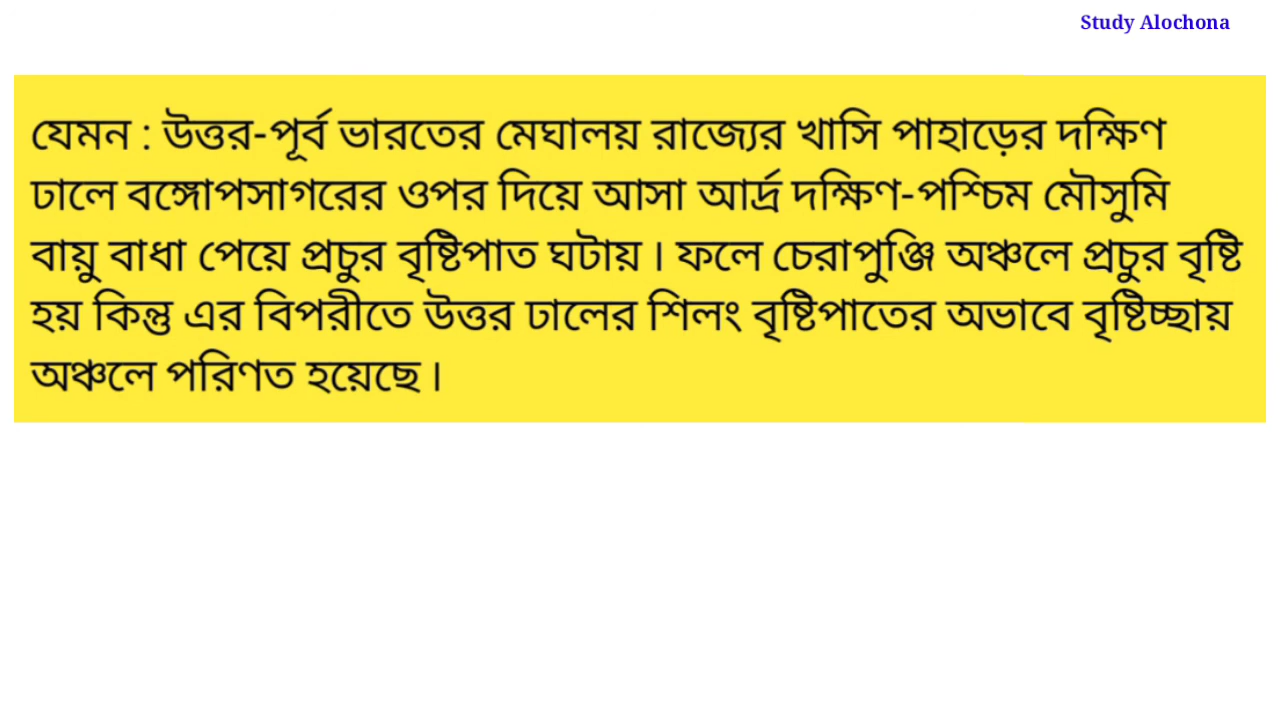 Study Alochona
যেমন : উত্তর-পূর্ব ভারতের মেঘালয় রাজ্যের খাসি পাহাড়ের দক্ষিণ
ঢালে বঙ্গোপসাগরের ওপর দিয়ে আসা আর্দ্র দক্ষিণ-পশ্চিম মৌসুমি
বায়ু বাধা পেয়ে প্রচুর বৃষ্টিপাত ঘটায়। ফলে চেরাপুঞ্জি অঞ্চলে প্রচুর বৃষ্টি
হয় কিন্তু এর বিপরীতে উত্তর ঢালের শিলং বৃষ্টিপাতের অভাবে বৃষ্টিচ্ছায়
অঞ্চলে পরিণত হয়েছে।